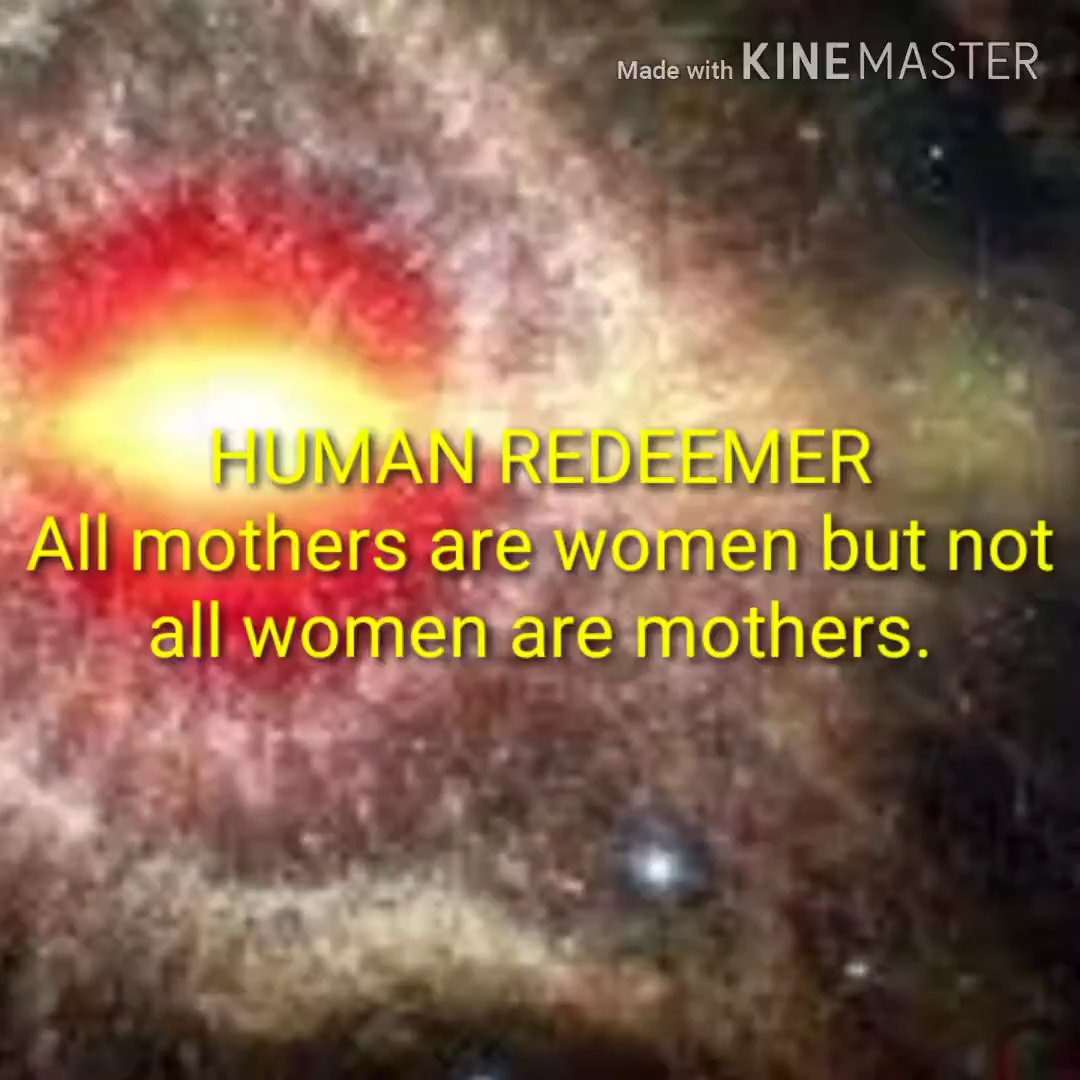 Made with KINEMASTER
HUMAN REDEEMER
All mothers are women but not
all women are mothers.